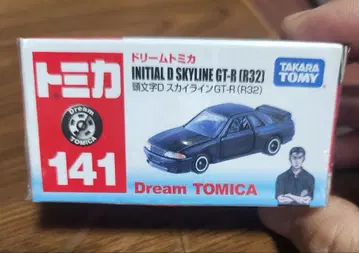 トミカ
Dream
TOMICA
141
ドリームトミカ
INITIAL D SKYLINE GT-R (R32)
頭文字D スカイラインGT-R (R32)
TAKARA
TOMY
Dream TOMICA